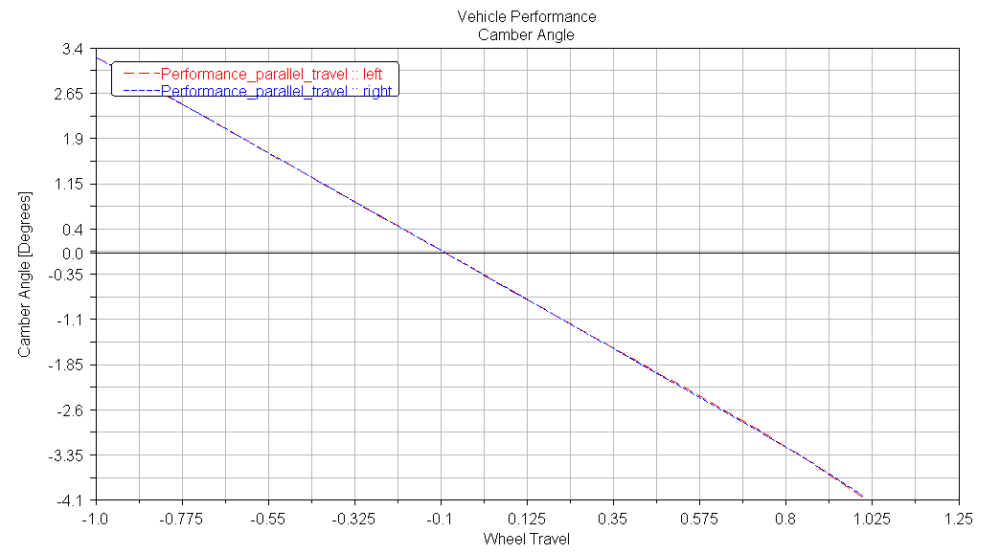 Vehicle Performance
Camber Angle
3.4
2.65
1.9
1.15
0.4
0.0
-0.35
-1.1
-1.85
-2.6
-3.35
-4.1
Camber Angle [Degrees]
Performance_parallel_travel :: left
Performance_parallel_travel :: right
-1.0 -0.775 -0.55 -0.325 -0.1 0.125 0.35 0.575 0.8 1.025 1.25
Wheel Travel